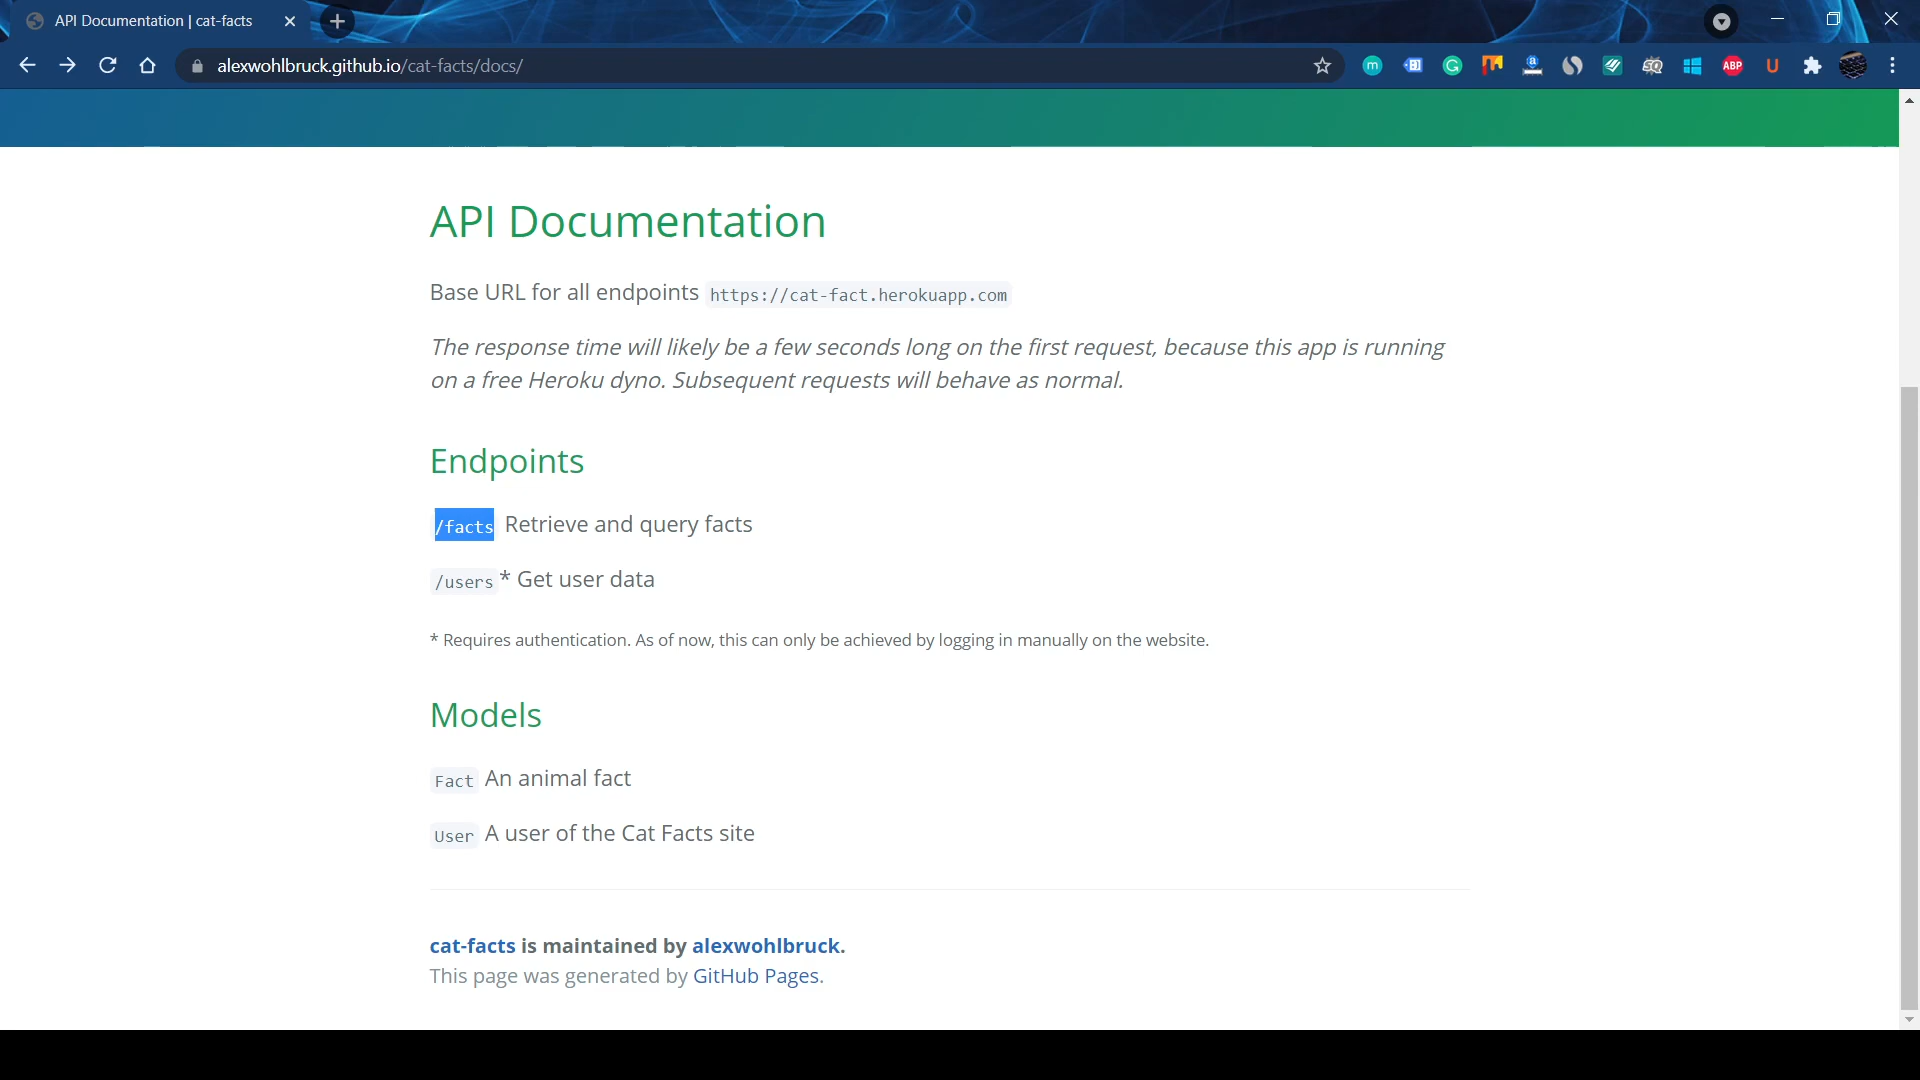 API Documentation | cat-facts
alexwohlbruck.github.io/cat-facts/docs/
API Documentation
Base URL for all endpoints https://cat-fact.herokuapp.com
The response time will likely be a few seconds long on the first request, because this app is running
on a free Heroku dyno. Subsequent requests will behave as normal.
Endpoints
/facts Retrieve and query facts
/users* Get user data
* Requires authentication. As of now, this can only be achieved by logging in manually on the website.
Models
Fact An animal fact
User A user of the Cat Facts site
cat-facts is maintained by alexwohlbruck.
This page was generated by GitHub Pages.